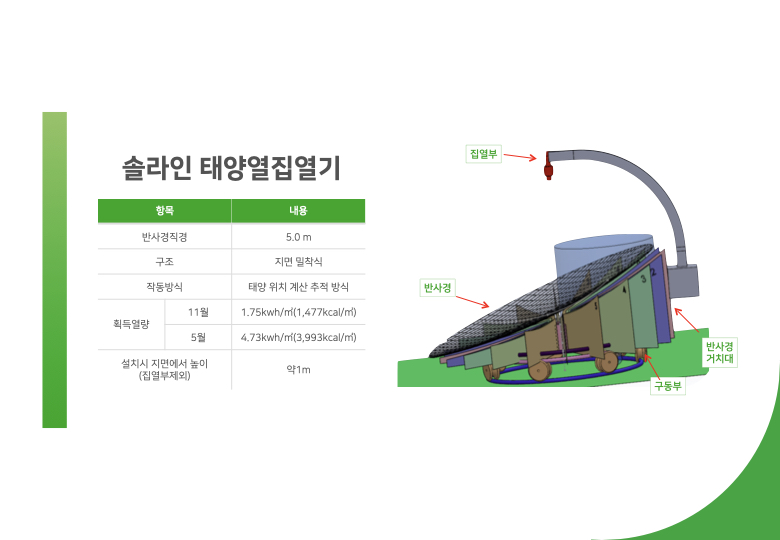 솔라인 태양열집열기
항목 내용
반사경직경 5.0 m
구조 지면 밀착식
작동방식 태양 위치 계산 추적 방식
획득열량 11월 1.75kwh/㎡(1,477kcal/㎡)
5월 4.73kwh/㎡(3,993kcal/㎡)
설치시 지면에서 높이
(집열부제외) 약1m
집열부
반사경
반사경
거치대
구동부
1
2
3
4